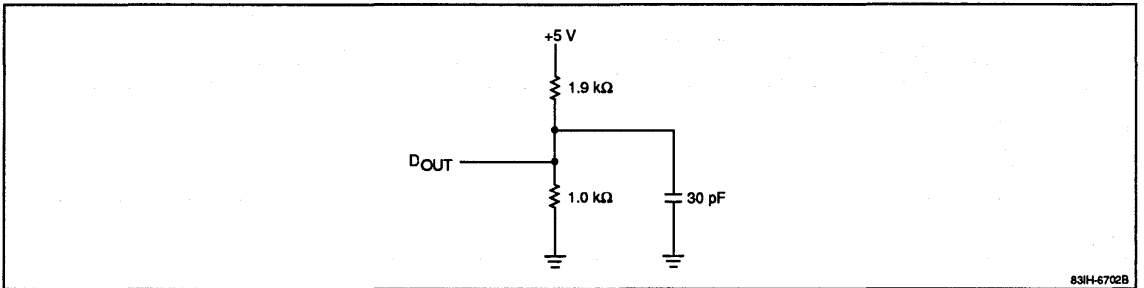 +5 V
1.9 kΩ
DOUT
1.0 kΩ
30 pF
83IH-6702B